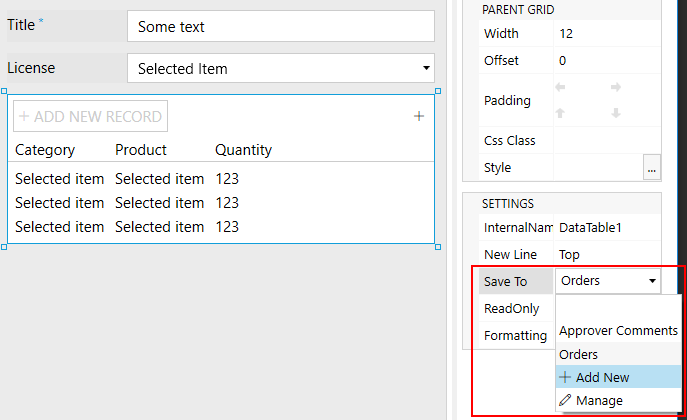 Title *
Some text
License
Selected Item
+ ADD NEW RECORD
+
Category Product Quantity
Selected item Selected item 123
Selected item Selected item 123
Selected item Selected item 123
PARENT GRID
Width 12
Offset 0
Padding
Css Class
Style ...
SETTINGS
InternalNam DataTable1
New Line Top
Save To Orders
ReadOnly
Formatting
Approver Comments
Orders
+ Add New
Manage